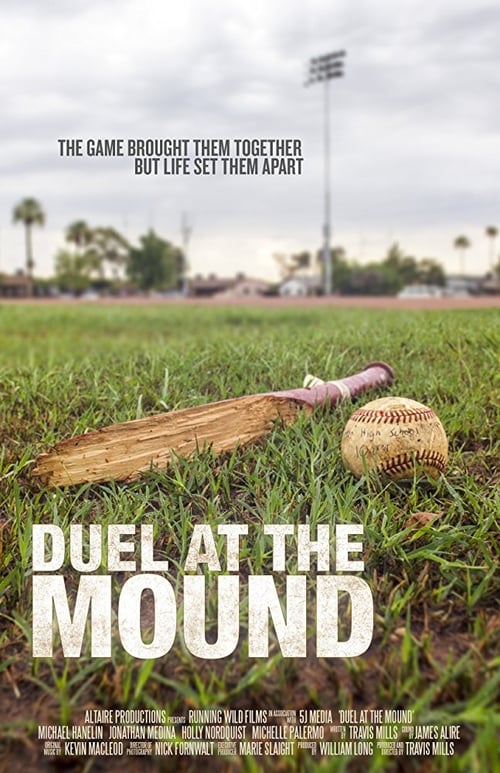 THE GAME BROUGHT THEM TOGETHER
BUT LIFE SET THEM APART
HIGH SCHOOL
DUEL AT THE
MOUND
ALTAIRE PRODUCTIONS PRESENTS RUNNING WILD FILMS IN ASSOCIATION WITH 5J MEDIA 'DUEL AT THE MOUND'
MICHAEL HANELIN JONATHAN MEDINA HOLLY NORDQUIST MICHELLE PALERMO WRITTEN BY TRAVIS MILLS STORY BY JAMES ALIRE
ORIGINAL MUSIC BY KEVIN MACLEOD DIRECTOR OF PHOTOGRAPHY NICK FORNWALT EXECUTIVE PRODUCER MARIE SLAIGHT PRODUCED BY WILLIAM LONG PRODUCED AND DIRECTED BY TRAVIS MILLS